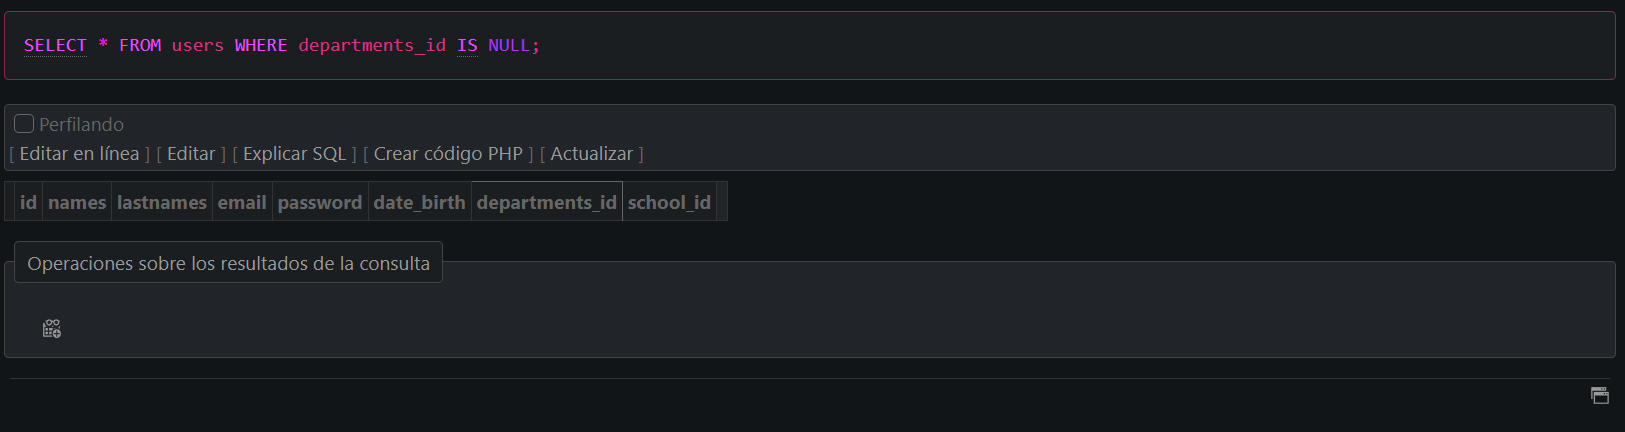 SELECT * FROM users WHERE departments_id IS NULL;
Perfilando
[ Editar en línea ] [ Editar ] [ Explicar SQL ] [ Crear código PHP ] [ Actualizar ]
id names lastnames email password date_birth departments_id school_id
Operaciones sobre los resultados de la consulta